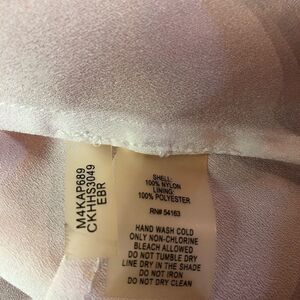 M4KAP689
CKHHS3049
EBR
SHELL:
100% NYLON
LINING:
100% POLYESTER
RN# 54163
HAND WASH COLD
ONLY NON-CHLORINE
BLEACH ALLOWED
DO NOT TUMBLE DRY
LINE DRY IN THE SHADE
DO NOT IRON
DO NOT DRY CLEAN